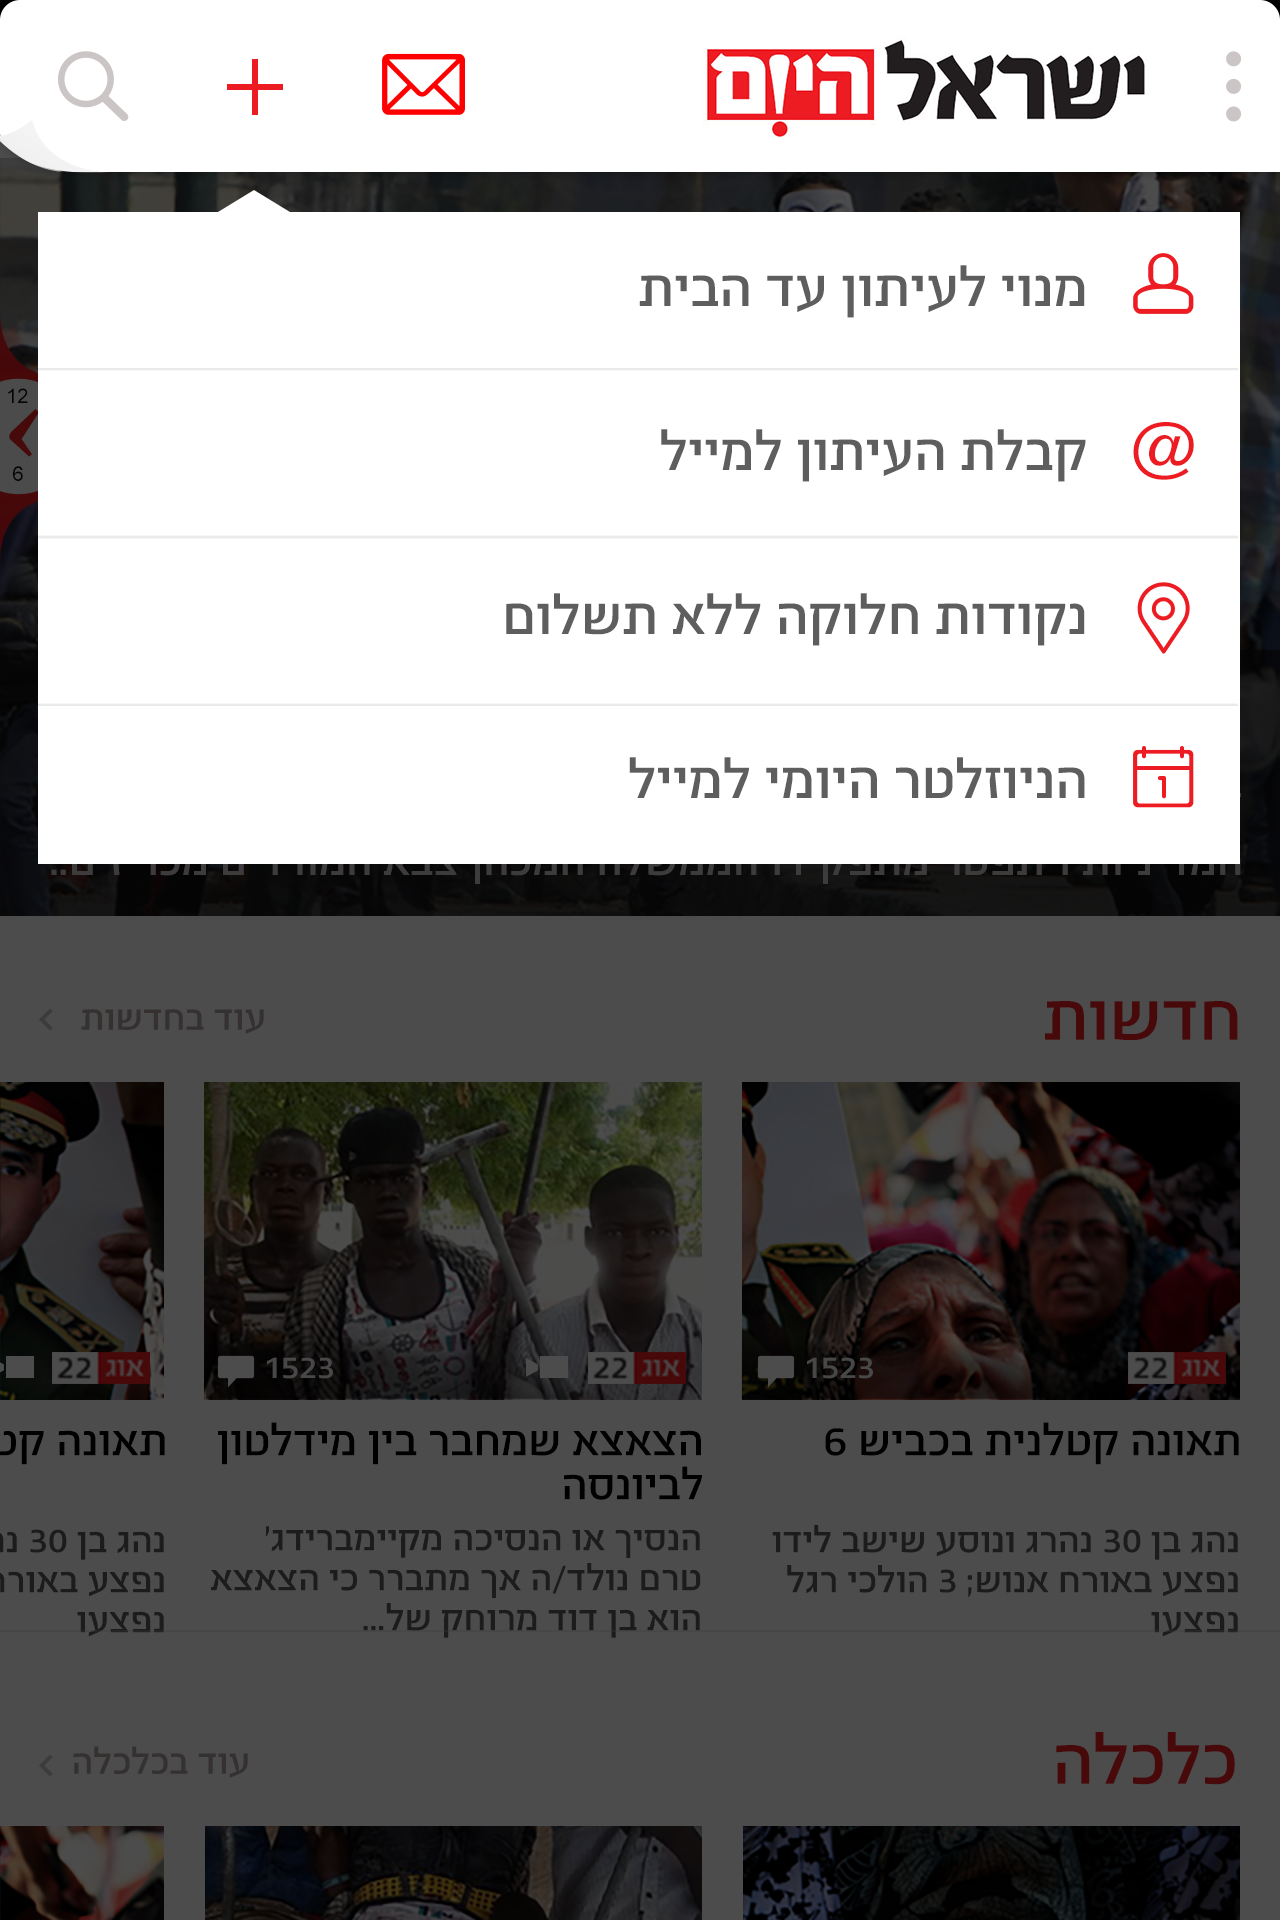 ישראל היום
מנוי לעיתון עד הבית
@ קבלת העיתון למייל
נקודות חלוקה ללא תשלום
1 הניוזלטר היומי למייל
12
6
חדשות
עוד בחדשות
אוג 22
1523
תאונה קטלנית בכביש 6
נהג בן 30 נהרג ונוסע שישב לידו
נפצע באורח אנוש; 3 הולכי רגל
נפצעו
אוג 22
1523
הצאצא שמחבר בין מידלטון
לביונסה
הנסיך או הנסיכה מקיימברידג'
טרם נולד/ה אך מתברר כי הצאצא
הוא בן דוד מרוחק של...
אוג 22
תאונה
נהג בן 30
נפצע
נפצעו
כלכלה
עוד בכלכלה